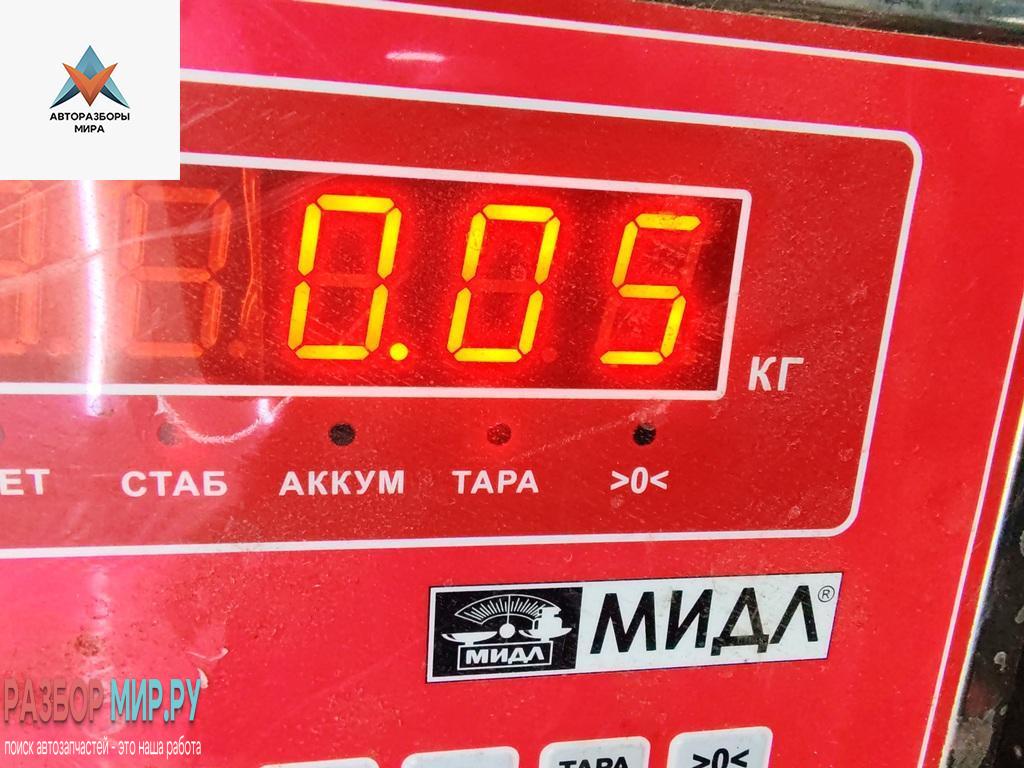 АВТОРАЗБОРЫ
МИРА
0.05
КГ
ЕТ СТАБ АККУМ ТАРА >0<
МИДЛ МИДЛ®
РАЗБОР МИР.РУ
поиск автозапчастей - это наша работа
ТАРА >0<